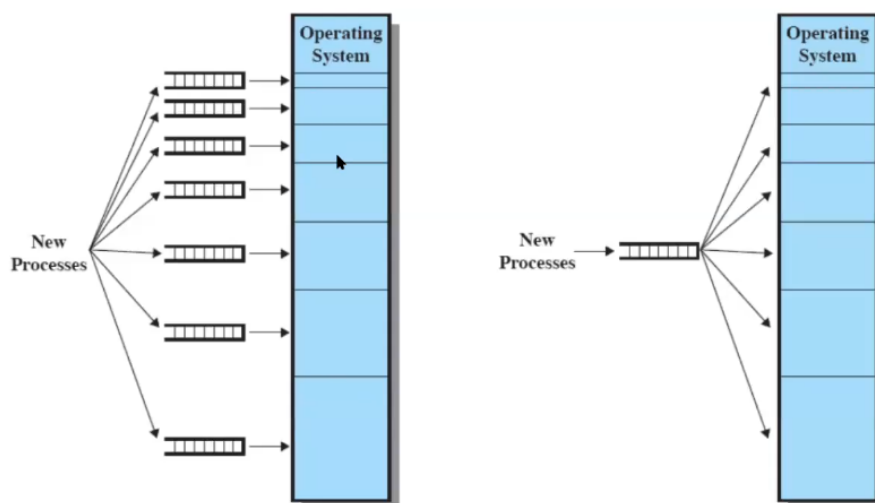 Operating
System
New
Processes
Operating
System
New
Processes